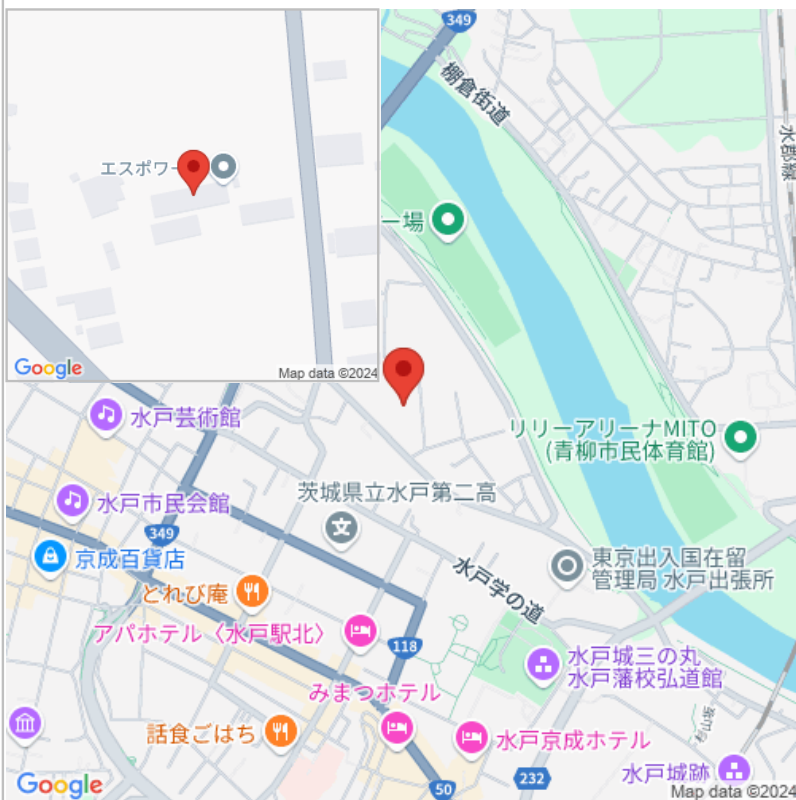 エスポワー
Google
Map data ©2024
349
棚倉街道
水郡線
ー場
リリーアリーナMITO
(青柳市民体育館)
水戸芸術館
茨城県立水戸第二高
水戸市民会館
349
京成百貨店
水戸学の道
東京出入国在留
管理局 水戸出張所
とれび庵
アパホテル〈水戸駅北〉
118
水戸城三の丸
水戸藩校弘道館
みまつホテル
話食ごはち
水戸京成ホテル
杉山坂
水戸城跡
232
50
Google
Map data ©2024